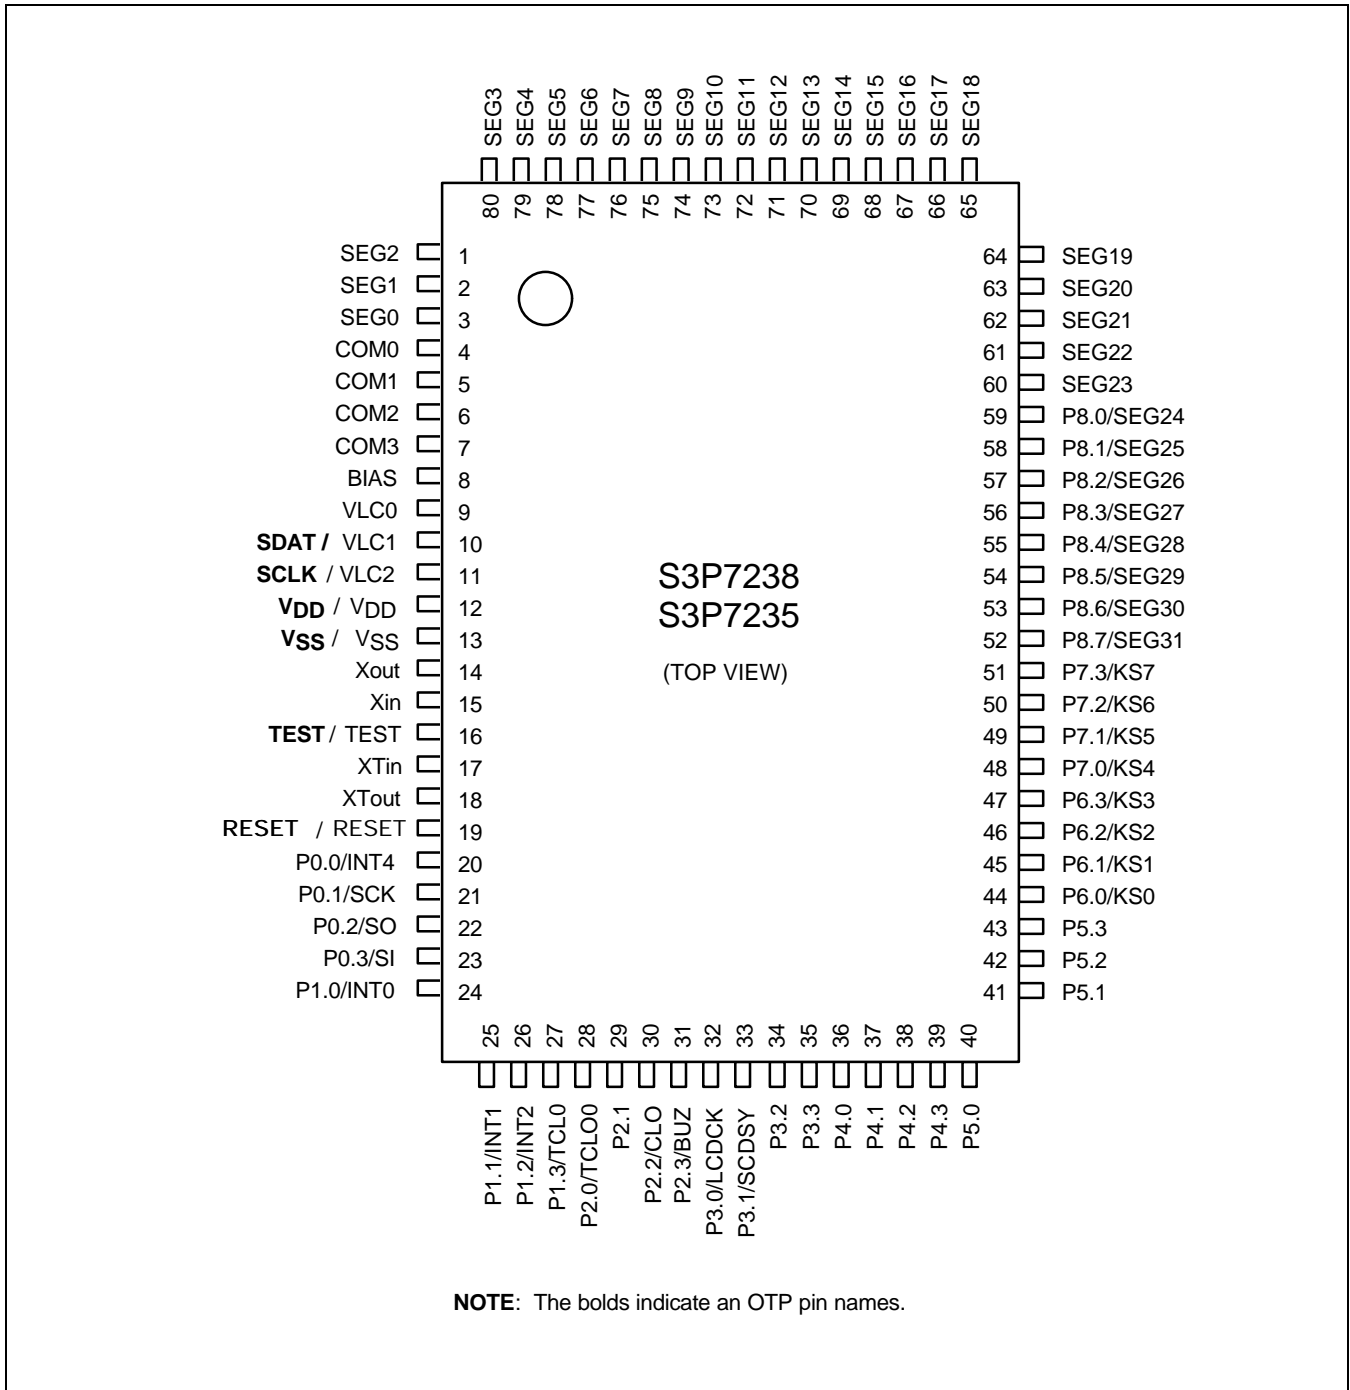 SEG3
SEG4
SEG5
SEG6
SEG7
SEG8
SEG9
SEG10
SEG11
SEG12
SEG13
SEG14
SEG15
SEG16
SEG17
SEG18
80
79
78
77
76
75
74
73
72
71
70
69
68
67
66
65
SEG2 1
SEG1 2
SEG0 3
COM0 4
COM1 5
COM2 6
COM3 7
BIAS 8
VLC0 9
SDAT / VLC1 10
SCLK / VLC2 11
VDD / VDD 12
VSS / VSS 13
Xout 14
Xin 15
TEST / TEST 16
XTin 17
XTout 18
RESET / RESET 19
P0.0/INT4 20
P0.1/SCK 21
P0.2/SO 22
P0.3/SI 23
P1.0/INT0 24
S3P7238
S3P7235
(TOP VIEW)
64 SEG19
63 SEG20
62 SEG21
61 SEG22
60 SEG23
59 P8.0/SEG24
58 P8.1/SEG25
57 P8.2/SEG26
56 P8.3/SEG27
55 P8.4/SEG28
54 P8.5/SEG29
53 P8.6/SEG30
52 P8.7/SEG31
51 P7.3/KS7
50 P7.2/KS6
49 P7.1/KS5
48 P7.0/KS4
47 P6.3/KS3
46 P6.2/KS2
45 P6.1/KS1
44 P6.0/KS0
43 P5.3
42 P5.2
41 P5.1
25
26
27
28
29
30
31
32
33
34
35
36
37
38
39
40
P1.1/INT1
P1.2/INT2
P1.3/TCL0
P2.0/TCLO0
P2.1
P2.2/CLO
P2.3/BUZ
P3.0/LCDCK
P3.1/SCDSY
P3.2
P3.3
P4.0
P4.1
P4.2
P4.3
P5.0
NOTE: The bolds indicate an OTP pin names.